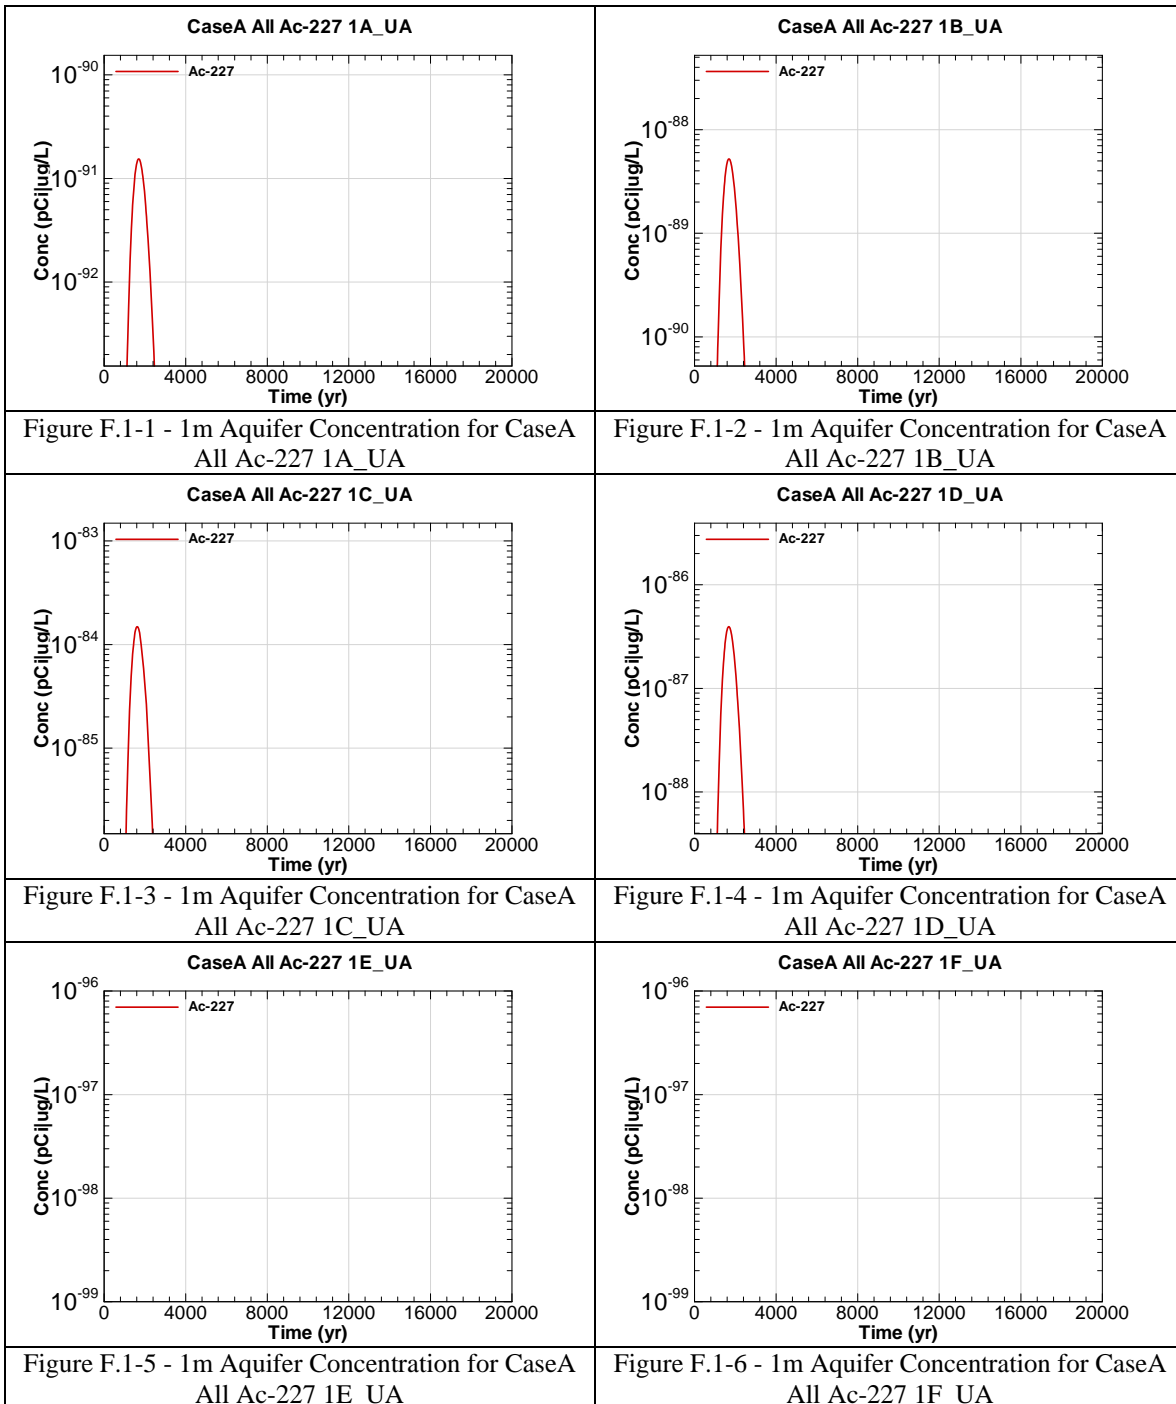 CaseA All Ac-227 1A_UA
Ac-227
Conc (pCi|ug/L)
10-90
10-91
10-92
0 4000 8000 12000 16000 20000
Time (yr)
Figure F.1-1 - 1m Aquifer Concentration for CaseA
All Ac-227 1A_UA
CaseA All Ac-227 1B_UA
Ac-227
Conc (pCi|ug/L)
10-88
10-89
10-90
0 4000 8000 12000 16000 20000
Time (yr)
Figure F.1-2 - 1m Aquifer Concentration for CaseA
All Ac-227 1B_UA
CaseA All Ac-227 1C_UA
Ac-227
Conc (pCi|ug/L)
10-83
10-84
10-85
0 4000 8000 12000 16000 20000
Time (yr)
Figure F.1-3 - 1m Aquifer Concentration for CaseA
All Ac-227 1C_UA
CaseA All Ac-227 1D_UA
Ac-227
Conc (pCi|ug/L)
10-86
10-87
10-88
0 4000 8000 12000 16000 20000
Time (yr)
Figure F.1-4 - 1m Aquifer Concentration for CaseA
All Ac-227 1D_UA
CaseA All Ac-227 1E_UA
Ac-227
Conc (pCi|ug/L)
10-96
10-97
10-98
10-99
0 4000 8000 12000 16000 20000
Time (yr)
Figure F.1-5 - 1m Aquifer Concentration for CaseA
All Ac-227 1E_UA
CaseA All Ac-227 1F_UA
Ac-227
Conc (pCi|ug/L)
10-96
10-97
10-98
10-99
0 4000 8000 12000 16000 20000
Time (yr)
Figure F.1-6 - 1m Aquifer Concentration for CaseA
All Ac-227 1F_UA